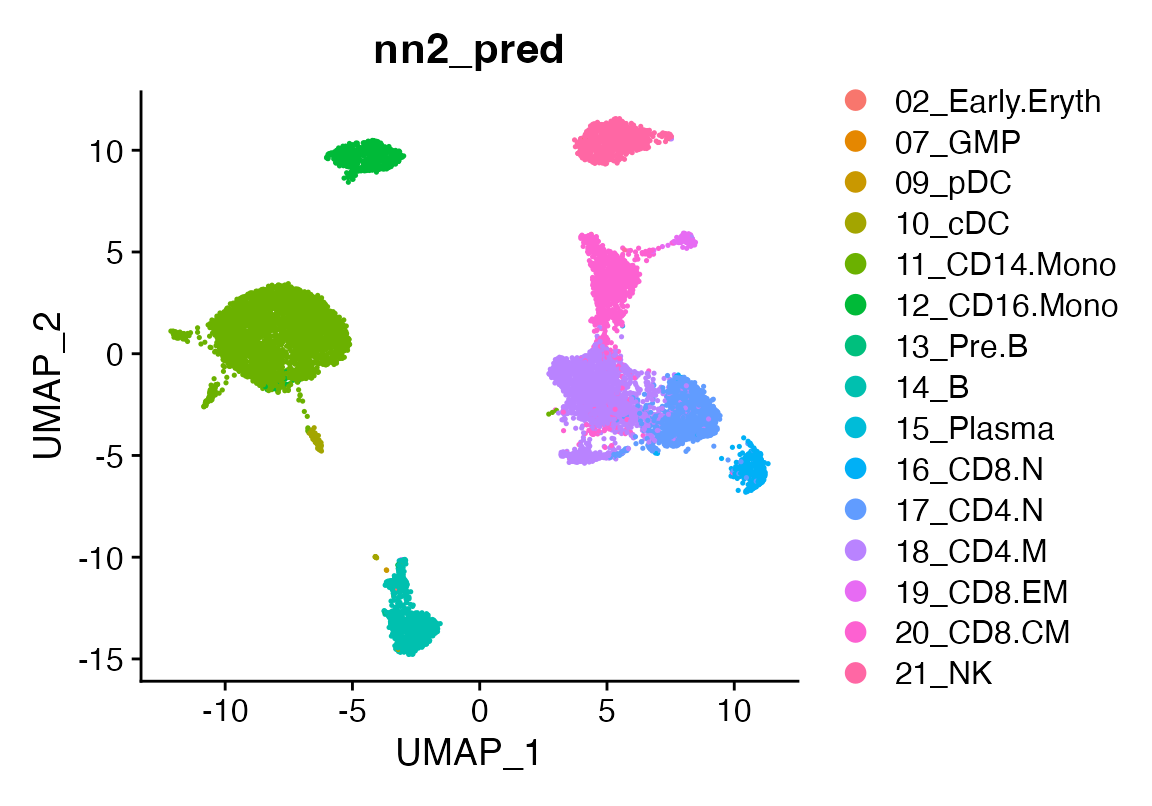 nn2_pred
UMAP_2
10
5
0
-5
-10
-15
-10
-5
0
5
10
UMAP_1
02_Early.Eryth
07_GMP
09_pDC
10_cDC
11_CD14.Mono
12_CD16.Mono
13_Pre.B
14_B
15_Plasma
16_CD8.N
17_CD4.N
18_CD4.M
19_CD8.EM
20_CD8.CM
21_NK